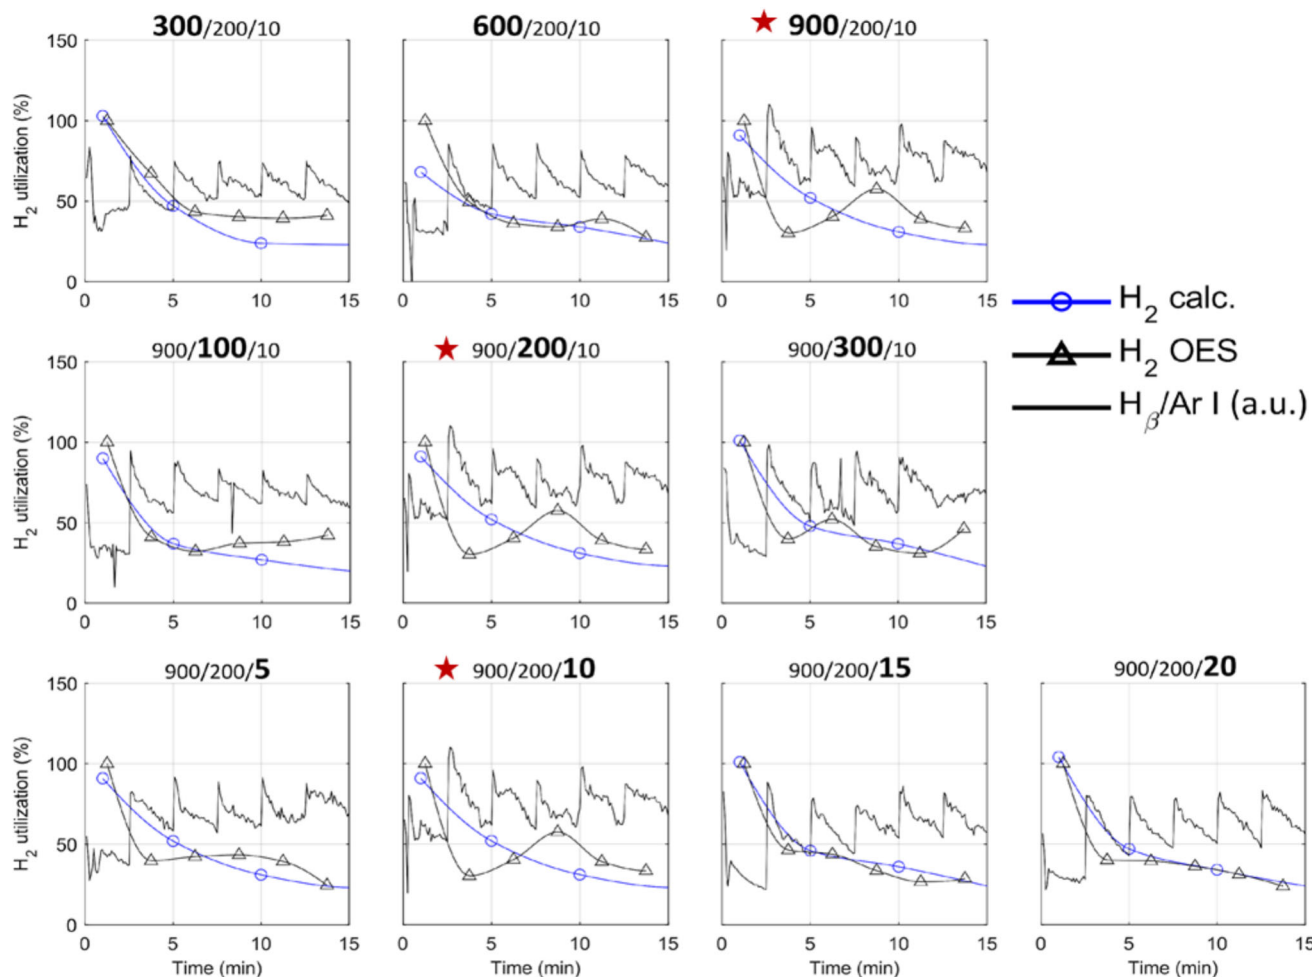 300/200/10
600/200/10
★ 900/200/10
H2 utilization (%)
150
100
50
0
0 5 10 15
0 5 10 15
0 5 10 15
H2 calc.
H2 OES
Hβ/Ar I (a.u.)
900/100/10
★ 900/200/10
900/300/10
H2 utilization (%)
150
100
50
0
0 5 10 15
0 5 10 15
0 5 10 15
900/200/5
★ 900/200/10
900/200/15
900/200/20
H2 utilization (%)
150
100
50
0
0 5 10 15
0 5 10 15
0 5 10 15
0 5 10 15
Time (min)
Time (min)
Time (min)
Time (min)